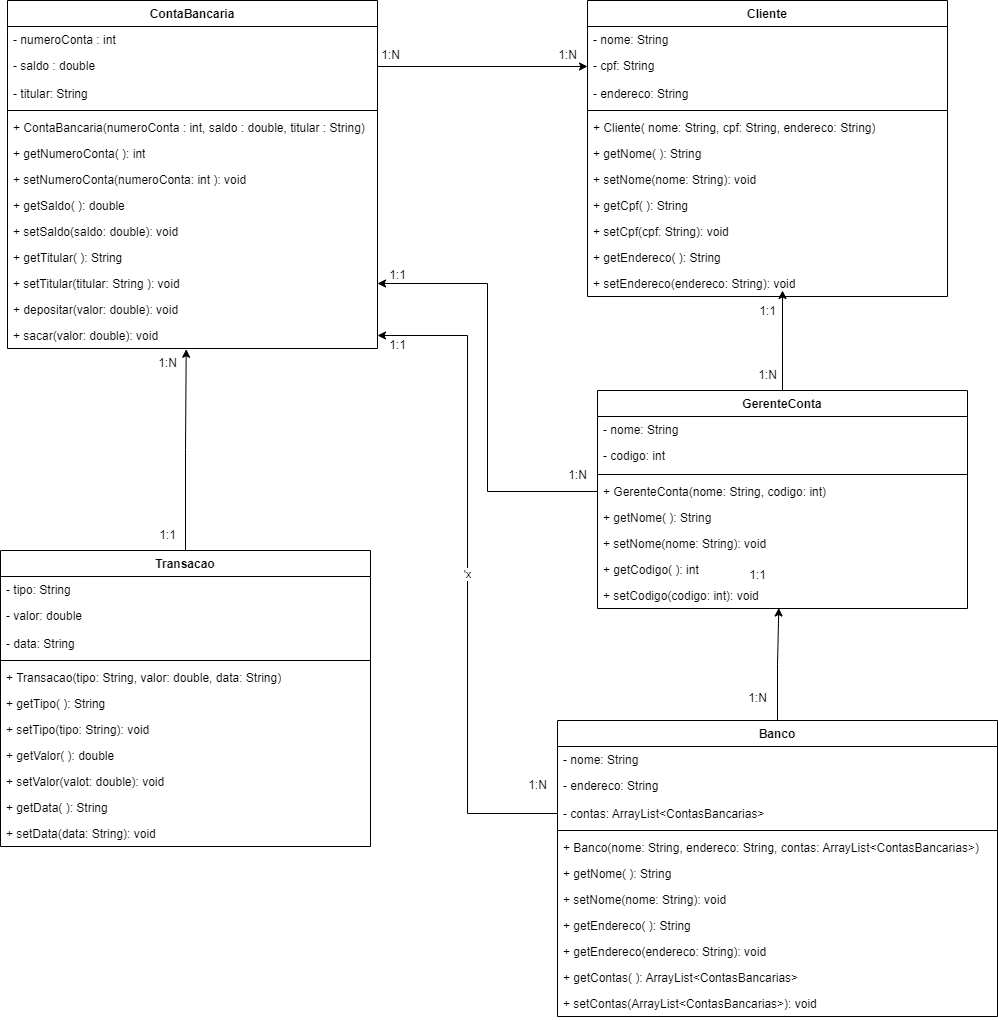 ContaBancaria
- numeroConta : int
- saldo : double
- titular: String
+ ContaBancaria(numeroConta : int, saldo : double, titular : String)
+ getNumeroConta( ): int
+ setNumeroConta(numeroConta: int ): void
+ getSaldo( ): double
+ setSaldo(saldo: double): void
+ getTitular( ): String
+ setTitular(titular: String ): void
+ depositar(valor: double): void
+ sacar(valor: double): void
1:N
1:N
Cliente
- nome: String
- cpf: String
- endereco: String
+ Cliente( nome: String, cpf: String, endereco: String)
+ getNome( ): String
+ setNome(nome: String): void
+ getCpf( ): String
+ setCpf(cpf: String): void
+ getEndereco( ): String
+ setEndereco(endereco: String): void
1:1
1:1
1:1
1:N
1:N
GerenteConta
- nome: String
- codigo: int
+ GerenteConta(nome: String, codigo: int)
+ getNome( ): String
+ setNome(nome: String): void
+ getCodigo( ): int
+ setCodigo(codigo: int): void
1:N
1:1
1:1
'x
Transacao
- tipo: String
- valor: double
- data: String
+ Transacao(tipo: String, valor: double, data: String)
+ getTipo( ): String
+ setTipo(tipo: String): void
+ getValor( ): double
+ setValor(valot: double): void
+ getData( ): String
+ setData(data: String): void
1:N
1:N
Banco
- nome: String
- endereco: String
- contas: ArrayList<ContasBancarias>
+ Banco(nome: String, endereco: String, contas: ArrayList<ContasBancarias>)
+ getNome( ): String
+ setNome(nome: String): void
+ getEndereco( ): String
+ getEndereco(endereco: String): void
+ getContas( ): ArrayList<ContasBancarias>
+ setContas(ArrayList<ContasBancarias>): void